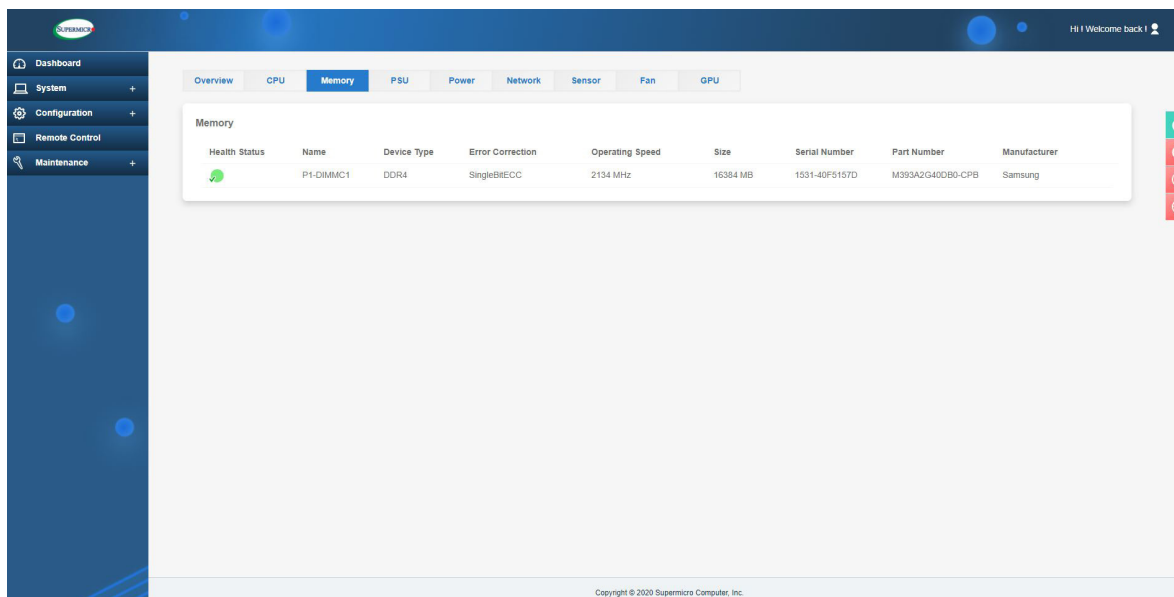 SUPERMICR
Hi ! Welcome back !
Dashboard
System +
Configuration +
Remote Control
Maintenance +
Overview CPU Memory PSU Power Network Sensor Fan GPU
Memory
Health Status Name Device Type Error Correction Operating Speed Size Serial Number Part Number Manufacturer
P1-DIMMC1 DDR4 SingleBitECC 2134 MHz 16384 MB 1531-40F5157D M393A2G40DB0-CPB Samsung
Copyright © 2020 Supermicro Computer, Inc.